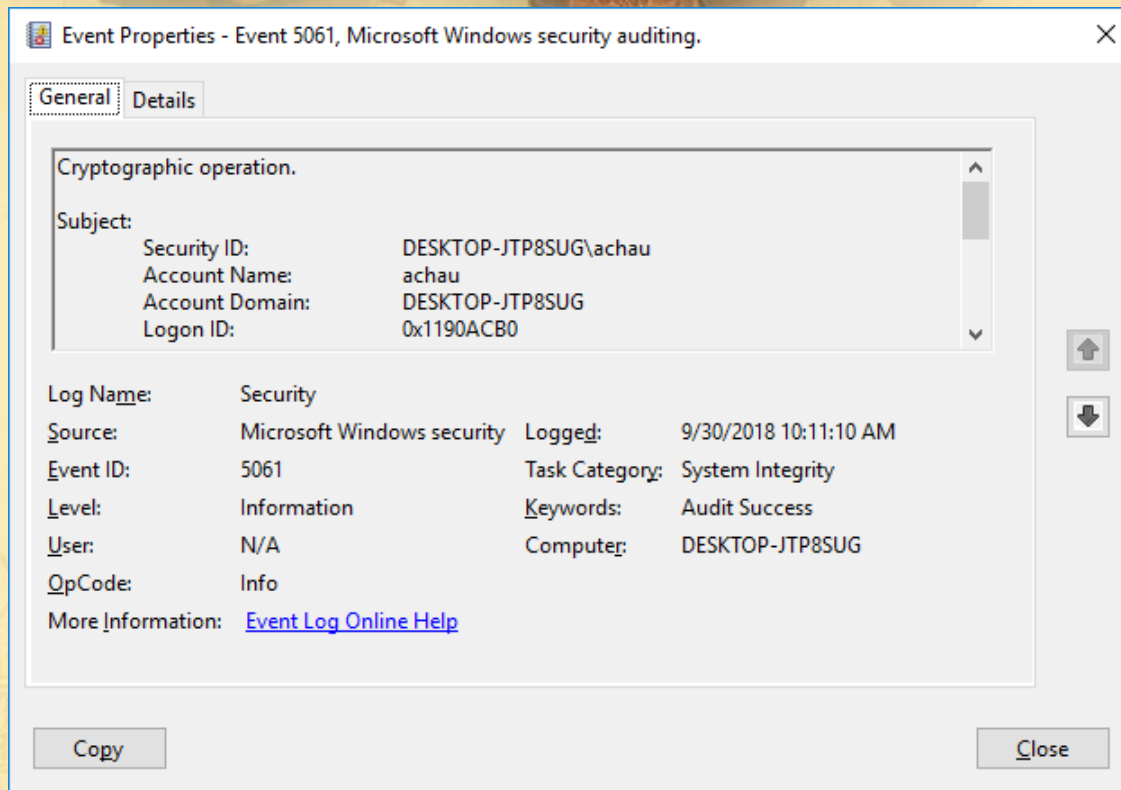 Event Properties - Event 5061, Microsoft Windows security auditing.
General Details
Cryptographic operation.
Subject:
Security ID: DESKTOP-JTP8SUG\achau
Account Name: achau
Account Domain: DESKTOP-JTP8SUG
Logon ID: 0x1190ACB0
Log Name: Security
Source: Microsoft Windows security Logged: 9/30/2018 10:11:10 AM
Event ID: 5061 Task Category: System Integrity
Level: Information Keywords: Audit Success
User: N/A Computer: DESKTOP-JTP8SUG
OpCode: Info
More Information: Event Log Online Help
Copy Close